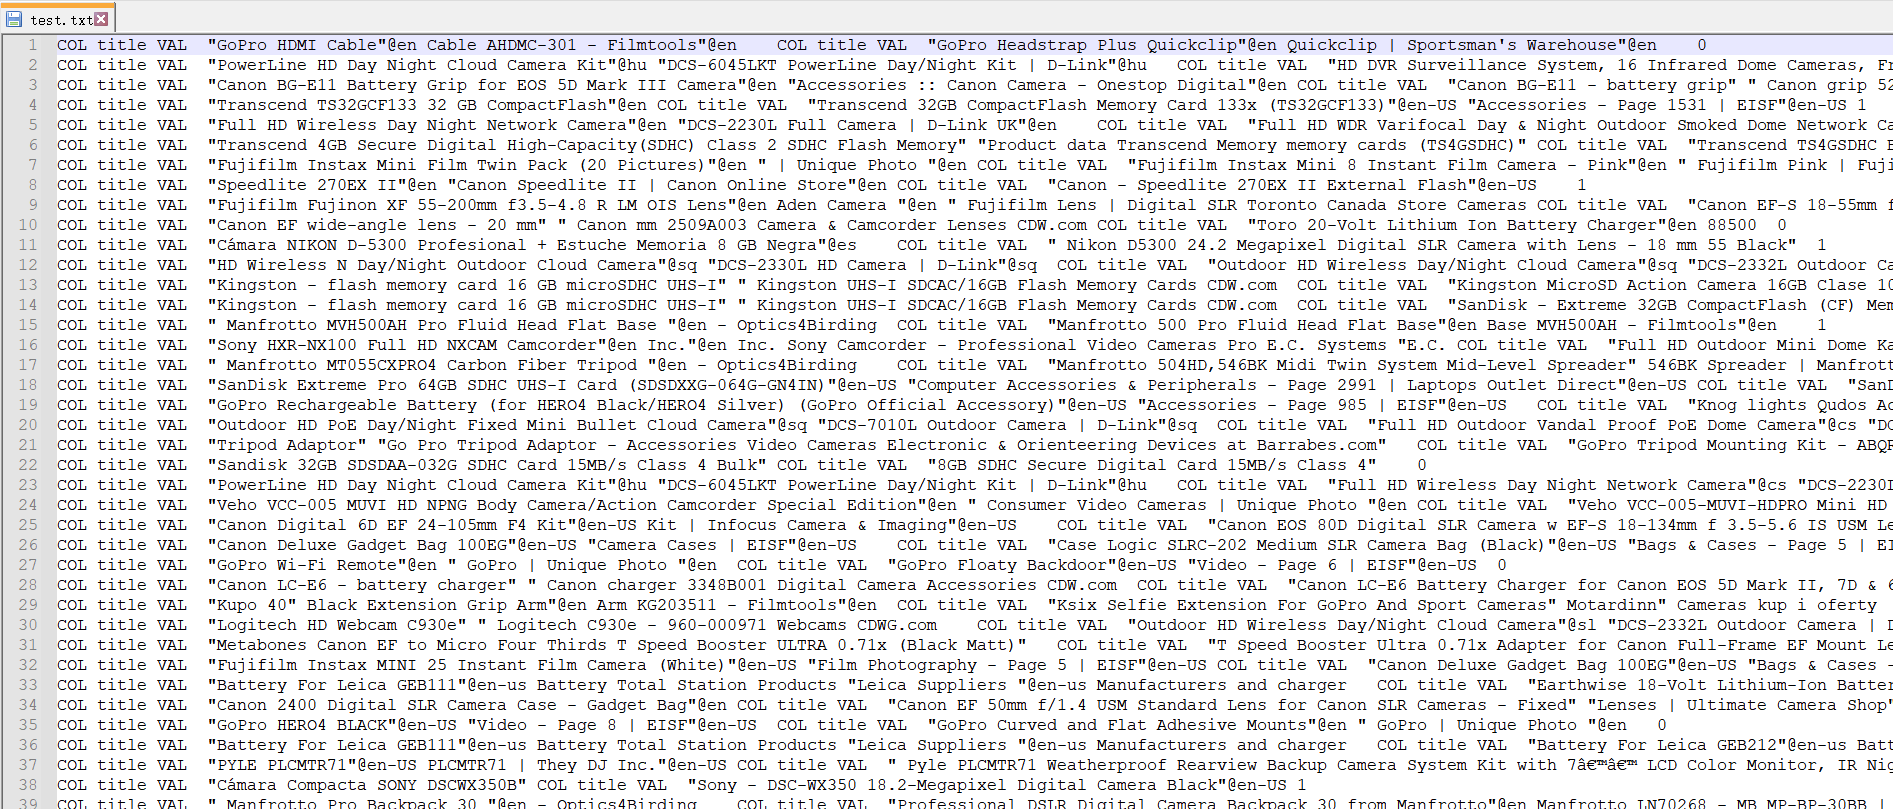 test.txt
1 COL title VAL "GoPro HDMI Cable"@en Cable AHDMC-301 - Filmtools"@en COL title VAL "GoPro Headstrap Plus Quickclip"@en Quickclip | Sportsman's Warehouse"@en 0
2 COL title VAL "PowerLine HD Day Night Cloud Camera Kit"@hu "DCS-6045LKT PowerLine Day/Night Kit | D-Link"@hu COL title VAL "HD DVR Surveillance System, 16 Infrared Dome Cameras, Fr
3 COL title VAL "Canon BG-E11 Battery Grip for EOS 5D Mark III Camera"@en "Accessories :: Canon Camera - Onestop Digital"@en COL title VAL "Canon BG-E11 - battery grip" " Canon grip 52
4 COL title VAL "Transcend TS32GCF133 32 GB CompactFlash"@en COL title VAL "Transcend 32GB CompactFlash Memory Card 133x (TS32GCF133)"@en-US "Accessories - Page 1531 | EISF"@en-US 1
5 COL title VAL "Full HD Wireless Day Night Network Camera"@en "DCS-2230L Full Camera | D-Link UK"@en COL title VAL "Full HD WDR Varifocal Day & Night Outdoor Smoked Dome Network Ca
6 COL title VAL "Transcend 4GB Secure Digital High-Capacity(SDHC) Class 2 SDHC Flash Memory" "Product data Transcend Memory memory cards (TS4GSDHC)" COL title VAL "Transcend TS4GSDHC E
7 COL title VAL "Fujifilm Instax Mini Film Twin Pack (20 Pictures)"@en " | Unique Photo "@en COL title VAL "Fujifilm Instax Mini 8 Instant Film Camera - Pink"@en " Fujifilm Pink | Fuji
8 COL title VAL "Speedlite 270EX II"@en "Canon Speedlite II | Canon Online Store"@en COL title VAL "Canon - Speedlite 270EX II External Flash"@en-US 1
9 COL title VAL "Fujifilm Fujinon XF 55-200mm f3.5-4.8 R LM OIS Lens"@en Aden Camera "@en " Fujifilm Lens | Digital SLR Toronto Canada Store Cameras COL title VAL "Canon EF-S 18-55mm f
10 COL title VAL "Canon EF wide-angle lens - 20 mm" " Canon mm 2509A003 Camera & Camcorder Lenses CDW.com COL title VAL "Toro 20-Volt Lithium Ion Battery Charger"@en 88500 0
11 COL title VAL "Cámara NIKON D-5300 Profesional + Estuche Memoria 8 GB Negra"@es COL title VAL " Nikon D5300 24.2 Megapixel Digital SLR Camera with Lens - 18 mm 55 Black" 1
12 COL title VAL "HD Wireless N Day/Night Outdoor Cloud Camera"@sq "DCS-2330L HD Camera | D-Link"@sq COL title VAL "Outdoor HD Wireless Day/Night Cloud Camera"@sq "DCS-2332L Outdoor Ca
13 COL title VAL "Kingston - flash memory card 16 GB microSDHC UHS-I" " Kingston UHS-I SDCAC/16GB Flash Memory Cards CDW.com COL title VAL "Kingston MicroSD Action Camera 16GB Clase 10
14 COL title VAL "Kingston - flash memory card 16 GB microSDHC UHS-I" " Kingston UHS-I SDCAC/16GB Flash Memory Cards CDW.com COL title VAL "SanDisk - Extreme 32GB CompactFlash (CF) Mem
15 COL title VAL " Manfrotto MVH500AH Pro Fluid Head Flat Base "@en - Optics4Birding COL title VAL "Manfrotto 500 Pro Fluid Head Flat Base"@en Base MVH500AH - Filmtools"@en 1
16 COL title VAL "Sony HXR-NX100 Full HD NXCAM Camcorder"@en Inc."@en Inc. Sony Camcorder - Professional Video Cameras Pro E.C. Systems "E.C. COL title VAL "Full HD Outdoor Mini Dome Ka
17 COL title VAL " Manfrotto MT055CXPRO4 Carbon Fiber Tripod "@en - Optics4Birding COL title VAL "Manfrotto 504HD,546BK Midi Twin System Mid-Level Spreader" 546BK Spreader | Manfrott
18 COL title VAL "SanDisk Extreme Pro 64GB SDHC UHS-I Card (SDSDXXG-064G-GN4IN)"@en-US "Computer Accessories & Peripherals - Page 2991 | Laptops Outlet Direct"@en-US COL title VAL "SanD
19 COL title VAL "GoPro Rechargeable Battery (for HERO4 Black/HERO4 Silver) (GoPro Official Accessory)"@en-US "Accessories - Page 985 | EISF"@en-US COL title VAL "Knog lights Qudos Ac
20 COL title VAL "Outdoor HD PoE Day/Night Fixed Mini Bullet Cloud Camera"@sq "DCS-7010L Outdoor Camera | D-Link"@sq COL title VAL "Full HD Outdoor Vandal Proof PoE Dome Camera"@cs "DC
21 COL title VAL "Tripod Adaptor" "Go Pro Tripod Adaptor - Accessories Video Cameras Electronic & Orienteering Devices at Barrabes.com" COL title VAL "GoPro Tripod Mounting Kit - ABQR
22 COL title VAL "Sandisk 32GB SDSDAA-032G SDHC Card 15MB/s Class 4 Bulk" COL title VAL "8GB SDHC Secure Digital Card 15MB/s Class 4" 0
23 COL title VAL "PowerLine HD Day Night Cloud Camera Kit"@hu "DCS-6045LKT PowerLine Day/Night Kit | D-Link"@hu COL title VAL "Full HD Wireless Day Night Network Camera"@cs "DCS-2230L
24 COL title VAL "Veho VCC-005 MUVI HD NPNG Body Camera/Action Camcorder Special Edition"@en " Consumer Video Cameras | Unique Photo "@en COL title VAL "Veho VCC-005-MUVI-HDPRO Mini HD
25 COL title VAL "Canon Digital 6D EF 24-105mm F4 Kit"@en-US Kit | Infocus Camera & Imaging"@en-US COL title VAL "Canon EOS 80D Digital SLR Camera w EF-S 18-134mm f 3.5-5.6 IS USM Le
26 COL title VAL "Canon Deluxe Gadget Bag 100EG"@en-US "Camera Cases | EISF"@en-US COL title VAL "Case Logic SLRC-202 Medium SLR Camera Bag (Black)"@en-US "Bags & Cases - Page 5 | EI
27 COL title VAL "GoPro Wi-Fi Remote"@en " GoPro | Unique Photo "@en COL title VAL "GoPro Floaty Backdoor"@en-US "Video - Page 6 | EISF"@en-US 0
28 COL title VAL "Canon LC-E6 - battery charger" " Canon charger 3348B001 Digital Camera Accessories CDW.com COL title VAL "Canon LC-E6 Battery Charger for Canon EOS 5D Mark II, 7D & 6
29 COL title VAL "Kupo 40" Black Extension Grip Arm"@en Arm KG203511 - Filmtools"@en COL title VAL "Ksix Selfie Extension For GoPro And Sport Cameras" Motardinn" Cameras kup i oferty
30 COL title VAL "Logitech HD Webcam C930e" " Logitech C930e - 960-000971 Webcams CDWG.com COL title VAL "Outdoor HD Wireless Day/Night Cloud Camera"@sl "DCS-2332L Outdoor Camera | D
31 COL title VAL "Metabones Canon EF to Micro Four Thirds T Speed Booster ULTRA 0.71x (Black Matt)" COL title VAL "T Speed Booster Ultra 0.71x Adapter for Canon Full-Frame EF Mount Le
32 COL title VAL "Fujifilm Instax MINI 25 Instant Film Camera (White)"@en-US "Film Photography - Page 5 | EISF"@en-US COL title VAL "Canon Deluxe Gadget Bag 100EG"@en-US "Bags & Cases -
33 COL title VAL "Battery For Leica GEB111"@en-us Battery Total Station Products "Leica Suppliers "@en-us Manufacturers and charger COL title VAL "Earthwise 18-Volt Lithium-Ion Batter
34 COL title VAL "Canon 2400 Digital SLR Camera Case - Gadget Bag"@en COL title VAL "Canon EF 50mm f/1.4 USM Standard Lens for Canon SLR Cameras - Fixed" "Lenses | Ultimate Camera Shop"
35 COL title VAL "GoPro HERO4 BLACK"@en-US "Video - Page 8 | EISF"@en-US COL title VAL "GoPro Curved and Flat Adhesive Mounts"@en " GoPro | Unique Photo "@en 0
36 COL title VAL "Battery For Leica GEB111"@en-us Battery Total Station Products "Leica Suppliers "@en-us Manufacturers and charger COL title VAL "Battery For Leica GEB212"@en-us Batt
37 COL title VAL "PYLE PLCMTR71"@en-US PLCMTR71 | They DJ Inc."@en-US COL title VAL " Pyle PLCMTR71 Weatherproof Rearview Backup Camera System Kit with 7â€™â€™ LCD Color Monitor, IR Nig
38 COL title VAL "Cámara Compacta SONY DSCWX350B" COL title VAL "Sony - DSC-WX350 18.2-Megapixel Digital Camera Black"@en-US 1
39 COL title VAL " Manfrotto Pro Backpack 30 "@en - Optics4Birding COL title VAL "Professional DSLR Digital Camera Backpack 30 from Manfrotto"@en Manfrotto LN70268 - MB MP-BP-30BB |